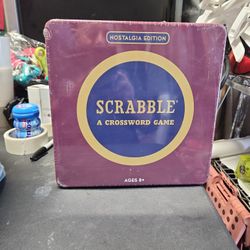 NOSTALGIA EDITION
SCRABBLE®
A CROSSWORD GAME
AGES 8+